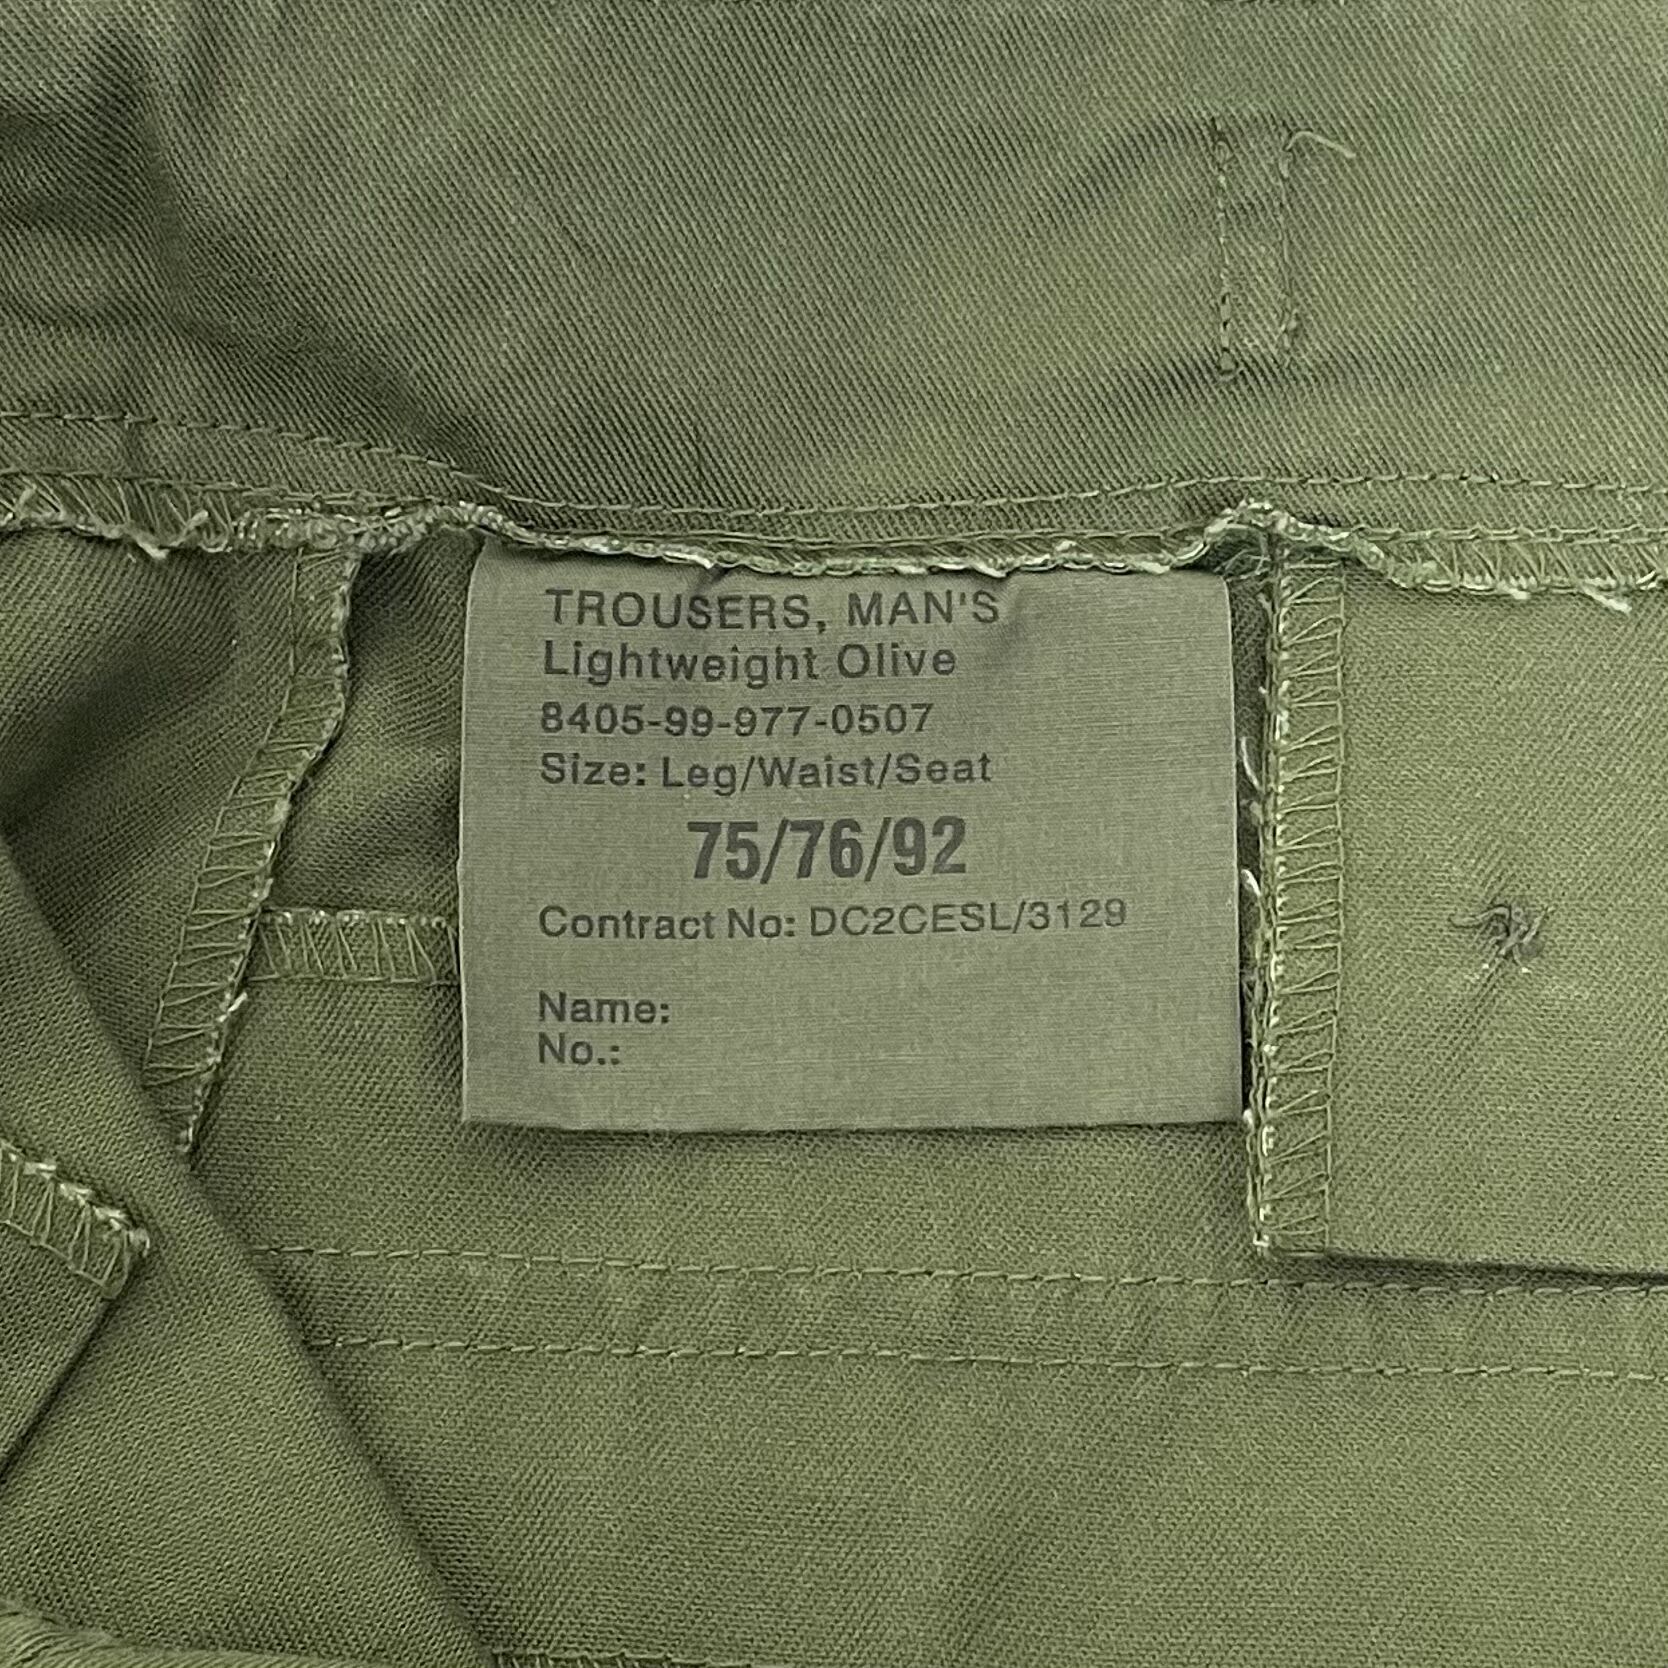 TROUSERS, MAN'S
Lightweight Olive
8405-99-977-0507
Size: Leg/Waist/Seat
75/76/92
Contract No: DC2CESL/3129
Name:
No.: